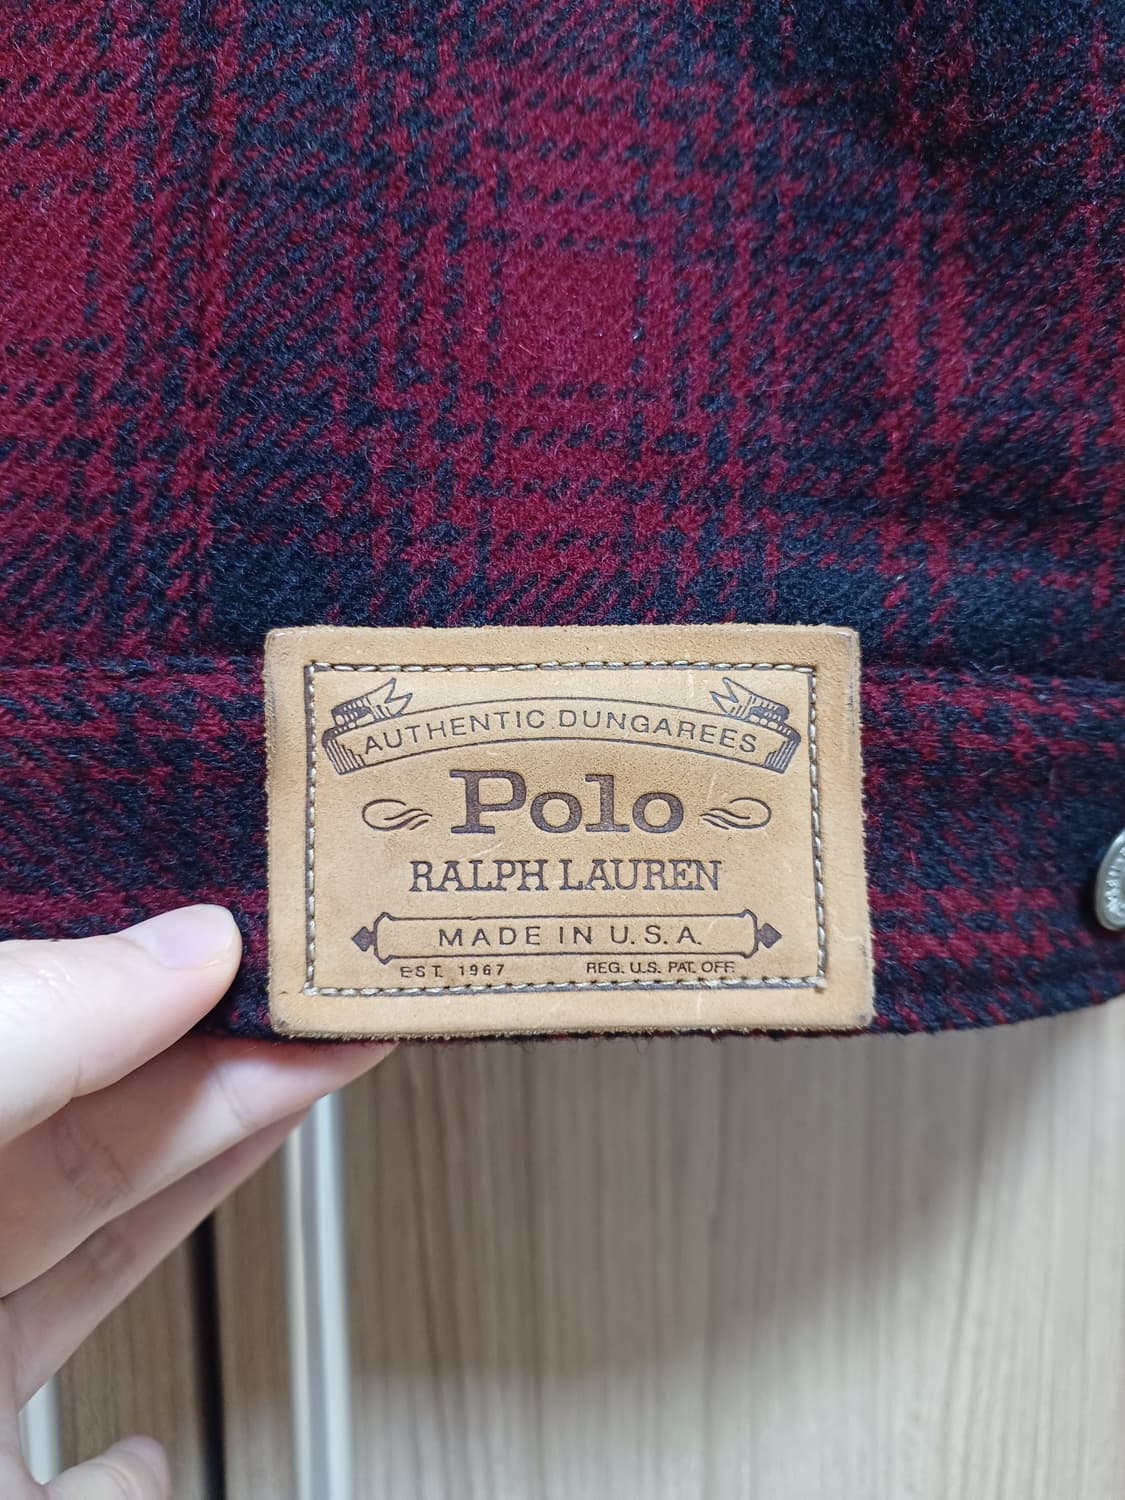 AUTHENTIC DUNGAREES
Polo
RALPH LAUREN
MADE IN U.S.A.
EST. 1967 REG. U.S. PAT. OFF.